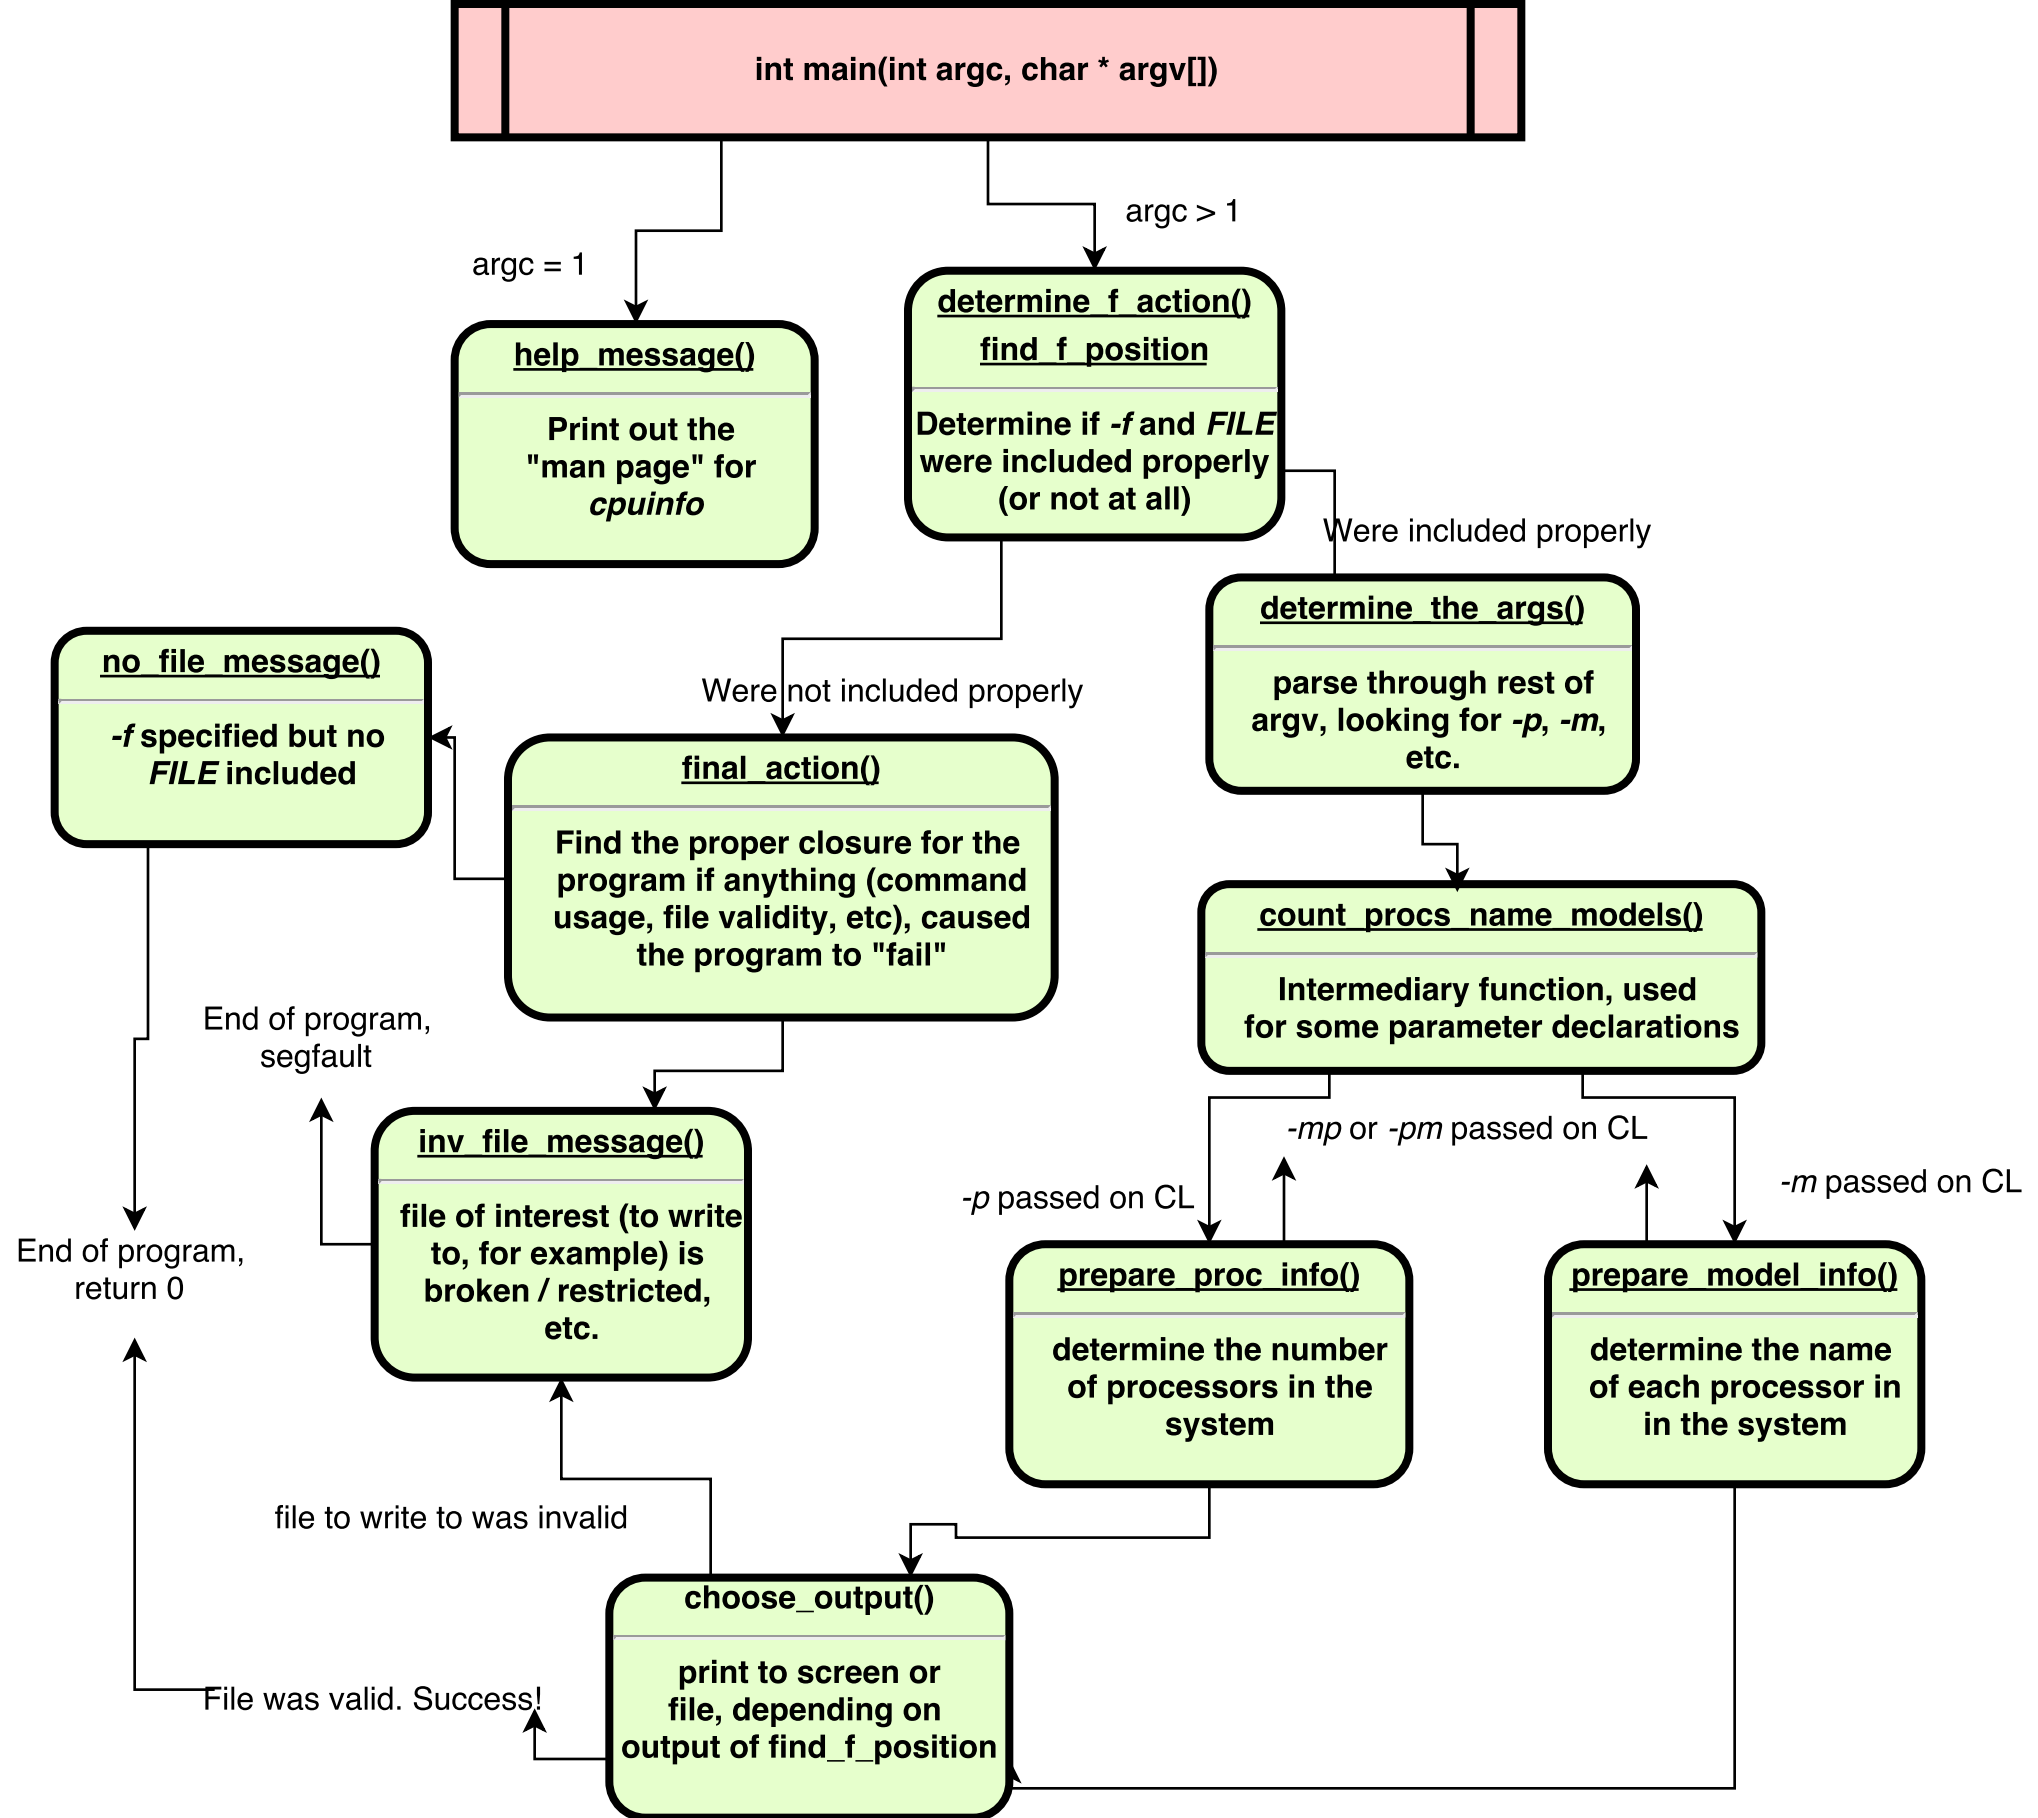 int main(int argc, char * argv[])
argc > 1
argc = 1
determine_f_action()
find_f_position
Determine if -f and FILE
were included properly
(or not at all)
help_message()
Print out the
"man page" for
cpuinfo
Were included properly
determine_the_args()
parse through rest of
argv, looking for -p, -m,
etc.
no_file_message()
-f specified but no
FILE included
Were not included properly
final_action()
Find the proper closure for the
program if anything (command
usage, file validity, etc), caused
the program to "fail"
count_procs_name_models()
Intermediary function, used
for some parameter declarations
End of program,
segfault
inv_file_message()
file of interest (to write
to, for example) is
broken / restricted,
etc.
-mp or -pm passed on CL
-p passed on CL
-m passed on CL
End of program,
return 0
prepare_proc_info()
determine the number
of processors in the
system
prepare_model_info()
determine the name
of each processor in
in the system
file to write to was invalid
choose_output()
print to screen or
file, depending on
output of find_f_position
File was valid. Success!